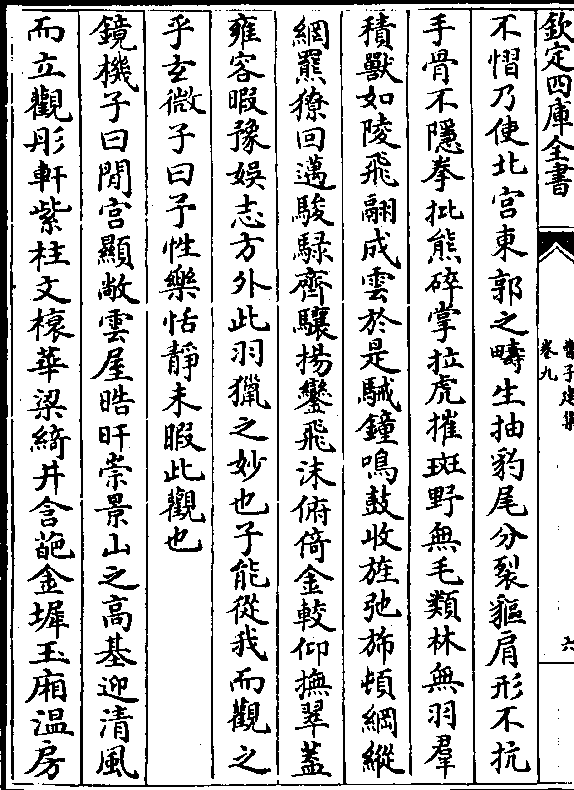 欽定四庫全書
曹子建集
卷九
六
不慴乃使北宮東郭之疇生抽豹尾分裂貙肩形不抗
手骨不隱拳批熊碎掌拉虎摧斑野無毛類林無羽羣
積獸如陵飛翮成雲於是駴鐘鳴鼓收旌弛斾頓綱縱
網羆獠回邁駿騄齊驤揚鑾飛沫俯倚金較仰撫翠蓋
雍容暇豫娛志方外此羽獵之妙也子能從我而觀之
乎玄微子曰予性樂恬靜未暇此觀也
鏡機子曰閒宮顯敞雲屋晧旰崇景山之高基迎清風
而立觀彤軒紫柱文榱華梁綺井含葩金墀玉廂温房